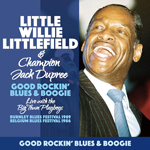 LITTLE
WILLIE
LITTLEFIELD
& Champion
Jack Dupree
GOOD ROCKIN'
BLUES & BOOGIE
Live with the
Big Town Playboys
BURNLEY BLUES FESTIVAL 1989
BELGIUM BLUES FESTIVAL 1984
GOOD ROCKIN' BLUES & BOOGIE